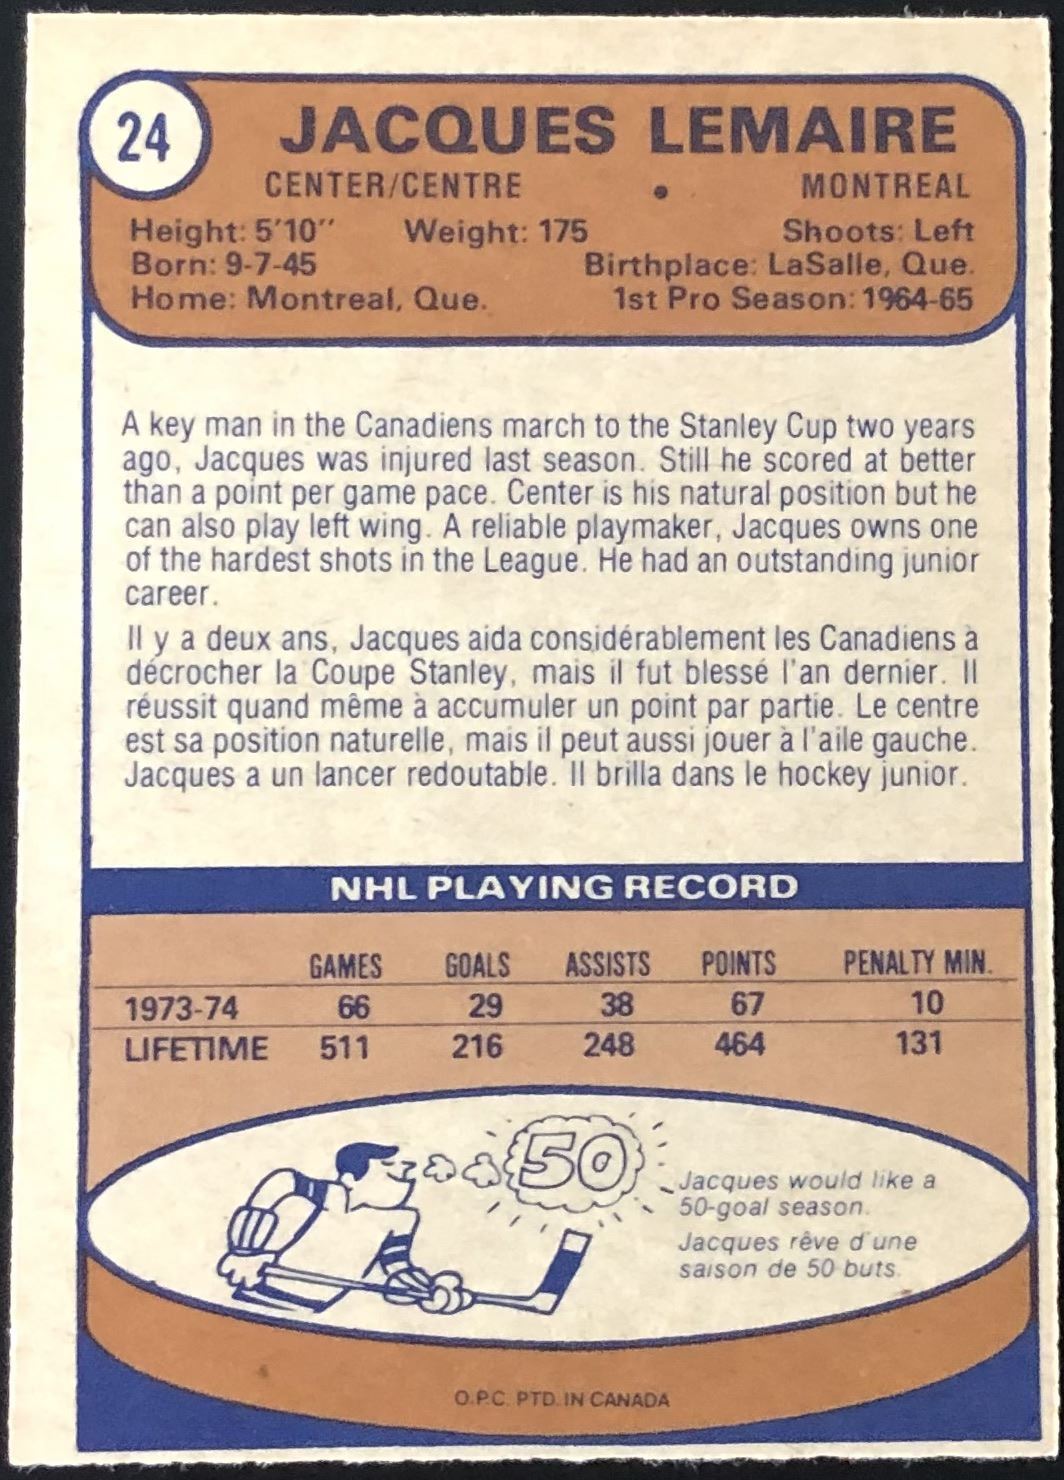 24
JACQUES LEMAIRE
CENTER/CENTRE • MONTREAL
Height: 5'10" Weight: 175 Shoots: Left
Born: 9-7-45 Birthplace: LaSalle, Que.
Home: Montreal, Que. 1st Pro Season: 1964-65
A key man in the Canadiens march to the Stanley Cup two years
ago, Jacques was injured last season. Still he scored at better
than a point per game pace. Center is his natural position but he
can also play left wing. A reliable playmaker, Jacques owns one
of the hardest shots in the League. He had an outstanding junior
career.
Il y a deux ans, Jacques aida considérablement les Canadiens à
décrocher la Coupe Stanley, mais il fut blessé l'an dernier. Il
réussit quand même à accumuler un point par partie. Le centre
est sa position naturelle, mais il peut aussi jouer à l'aile gauche.
Jacques a un lancer redoutable. Il brilla dans le hockey junior.
NHL PLAYING RECORD
GAMES GOALS ASSISTS POINTS PENALTY MIN.
1973-74 66 29 38 67 10
LIFETIME 511 216 248 464 131
50
Jacques would like a
50-goal season.
Jacques rêve d'une
saison de 50 buts.
O.P.C. PTD. IN CANADA